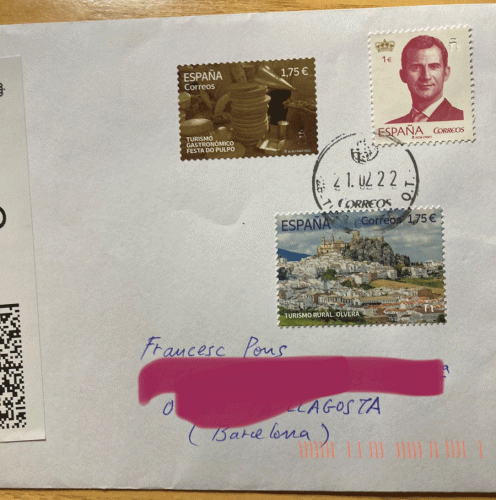 ESPAÑA 1,75 €
Correos
TURISMO
GASTRONÓMICO
FESTA DO PULPO
1€
ESPAÑA CORREOS
21.02 22
CORREOS
ESPAÑA Correos 1,75 €
TURISMO RURAL. OLVERA
Francesc Pons
LLAGOSTA
(Barcelona)